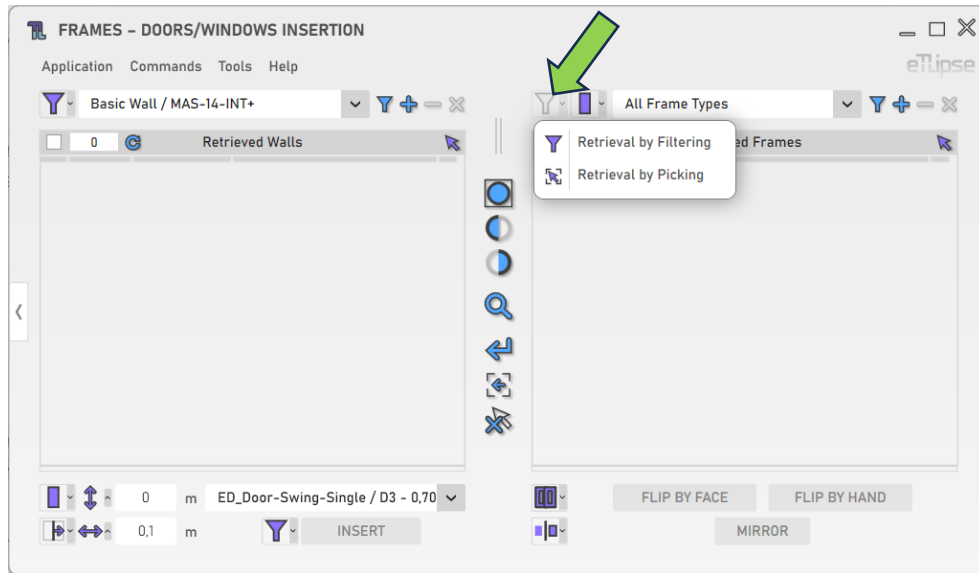 FRAMES – DOORS/WINDOWS INSERTION
Application Commands Tools Help
eTLipse
Basic Wall / MAS-14-INT+
All Frame Types
0 Retrieved Walls
ed Frames
Retrieval by Filtering
Retrieval by Picking
0 m ED_Door-Swing-Single / D3 - 0,70
FLIP BY FACE FLIP BY HAND
0,1 m INSERT
MIRROR